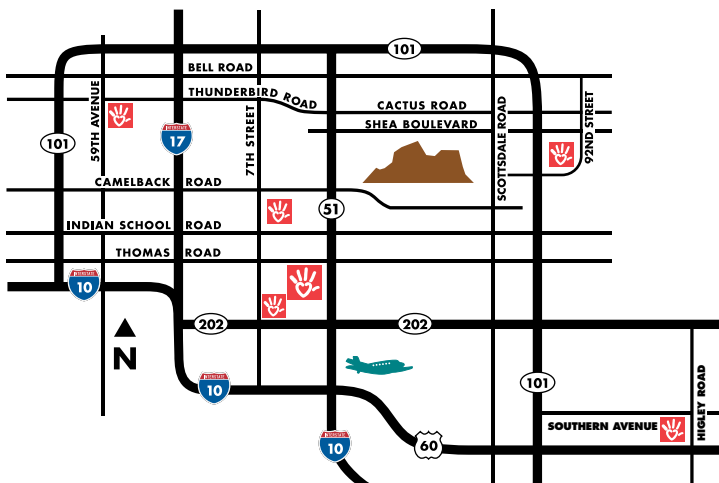 101
BELL ROAD
THUNDERBIRD ROAD
CACTUS ROAD
SHEA BOULEVARD
59TH AVENUE
7TH STREET
SCOTTSDALE ROAD
92ND STREET
101
INTERSTATE
17
CAMELBACK ROAD
51
INDIAN SCHOOL ROAD
THOMAS ROAD
INTERSTATE
10
202
202
N
INTERSTATE
10
101
HIGLEY ROAD
SOUTHERN AVENUE
INTERSTATE
10
60